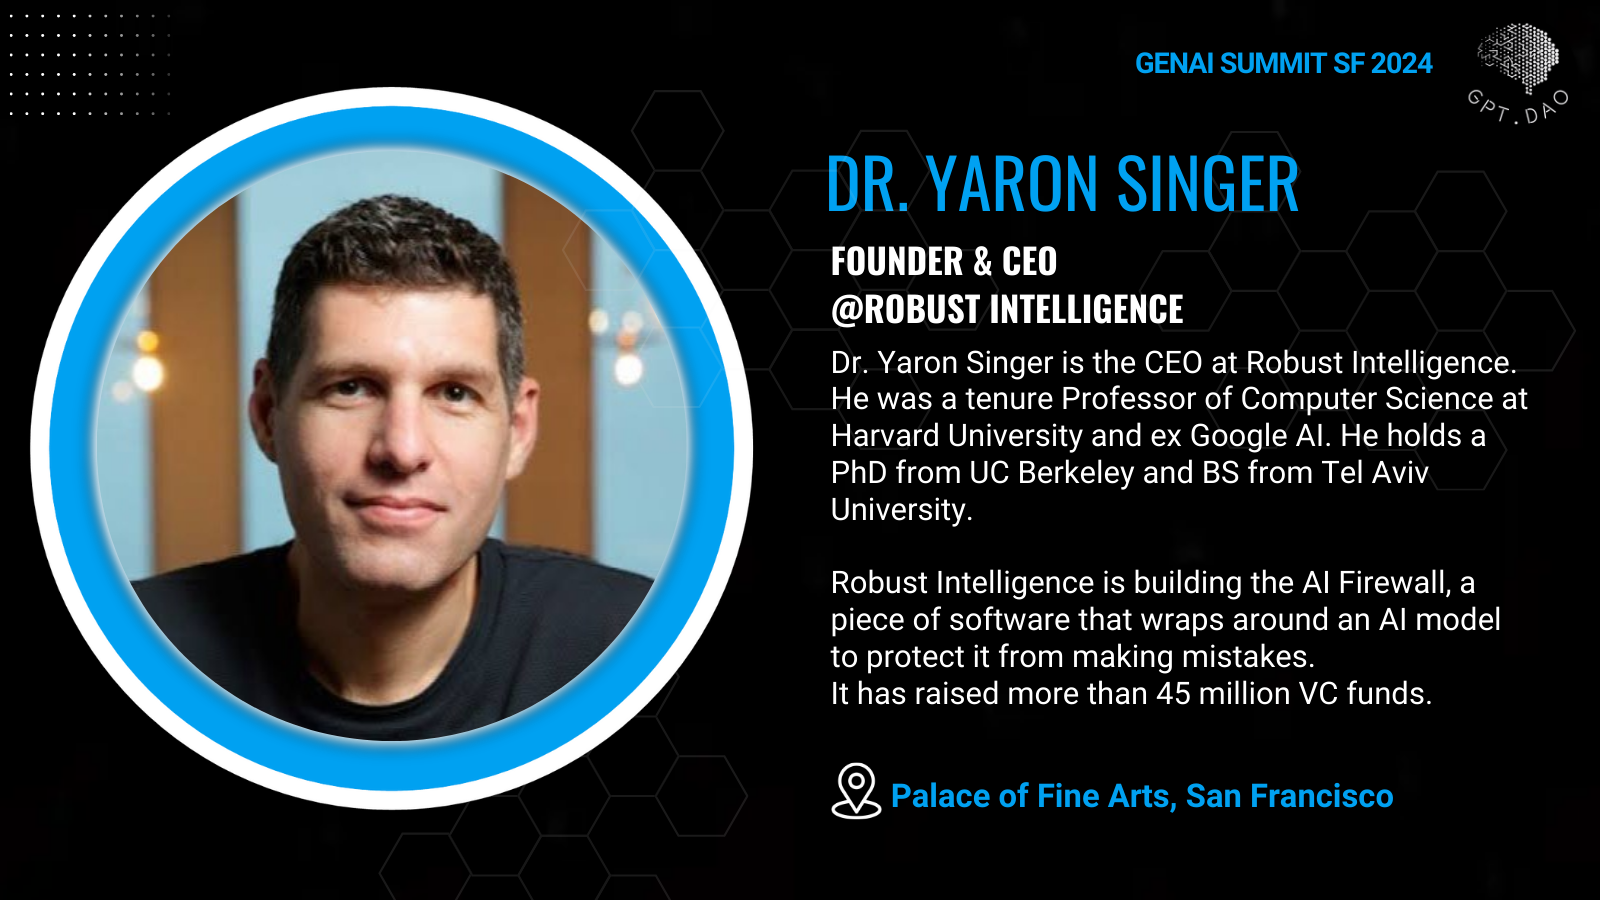 GENAI SUMMIT SF 2024
GPT.DAO
DR. YARON SINGER
FOUNDER & CEO
@ROBUST INTELLIGENCE
Dr. Yaron Singer is the CEO at Robust Intelligence.
He was a tenure Professor of Computer Science at
Harvard University and ex Google AI. He holds a
PhD from UC Berkeley and BS from Tel Aviv
University.
Robust Intelligence is building the AI Firewall, a
piece of software that wraps around an AI model
to protect it from making mistakes.
It has raised more than 45 million VC funds.
Palace of Fine Arts, San Francisco